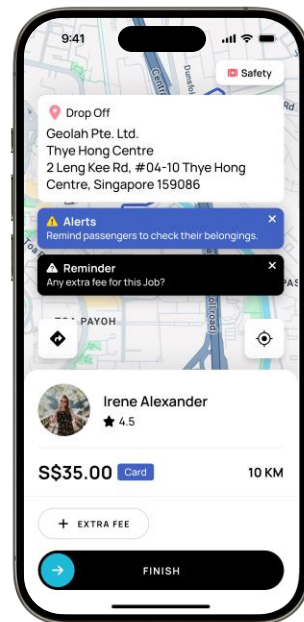 9:41
Safety
Drop Off
Geolah Pte. Ltd.
Thye Hong Centre
2 Leng Kee Rd, #04-10 Thye Hong
Centre, Singapore 159086
Alerts
Remind passengers to check their belongings.
Reminder
Any extra fee for this Job?
TOA PAYOH
Irene Alexander
4.5
S$35.00 Card 10 KM
+ EXTRA FEE
FINISH